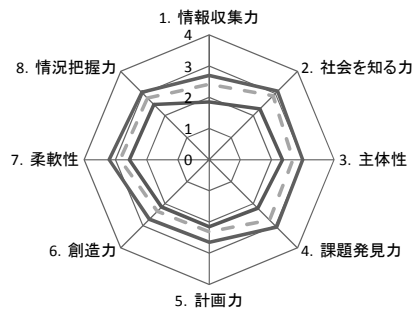 1. 情報収集力
2. 社会を知る力
3. 主体性
4. 課題発見力
5. 計画力
6. 創造力
7. 柔軟性
8. 情況把握力
4
3
2
1
0